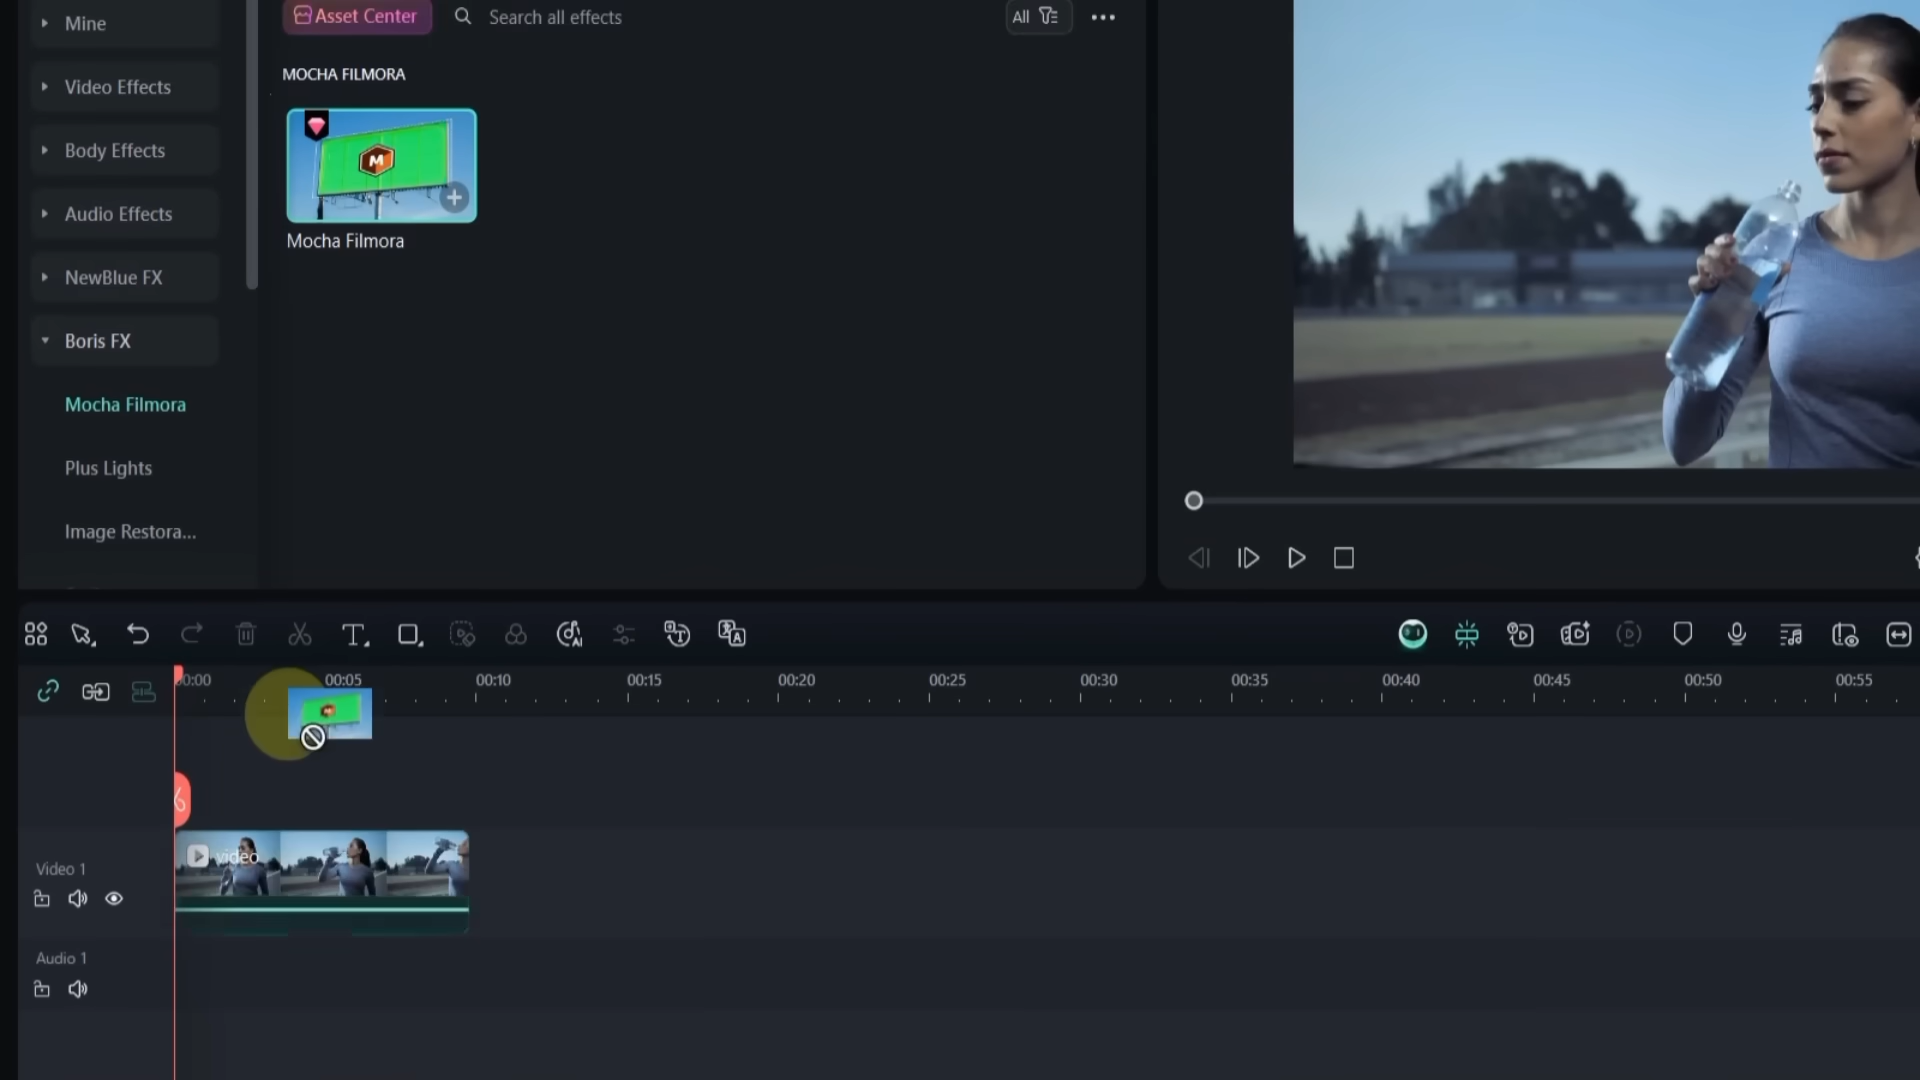 Mine
Asset Center
Search all effects
All
MOCHA FILMORA
Video Effects
Body Effects
Audio Effects
M
Mocha Filmora
NewBlue FX
Boris FX
Mocha Filmora
Plus Lights
Image Restora...
00:00
00:05
00:10
00:15
00:20
00:25
00:30
00:35
00:40
00:45
00:50
00:55
video
Video 1
Audio 1